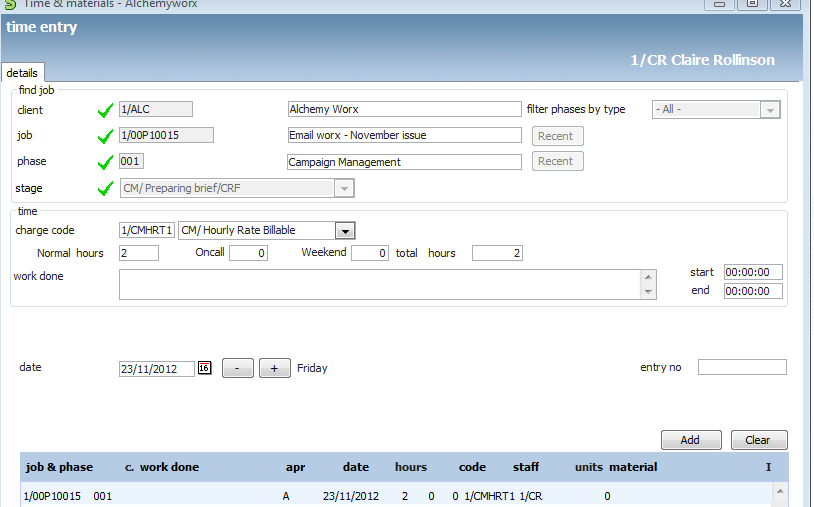 Time & materials - Alchemyworx
time entry
1/CR Claire Rollinson
details
find job
client 1/ALC Alchemy Worx filter phases by type - All -
job 1/00P10015 Email worx - November issue Recent
phase 001 Campaign Management Recent
stage CM/ Preparing brief/CRF
time
charge code 1/CMHRT1 CM/ Hourly Rate Billable
Normal hours 2 Oncall 0 Weekend 0 total hours 2
work done start 00:00:00
end 00:00:00
date 23/11/2012 16 - + Friday entry no
Add Clear
job & phase c. work done apr date hours code staff units material I
1/00P10015 001 A 23/11/2012 2 0 0 1/CMHRT1 1/CR 0